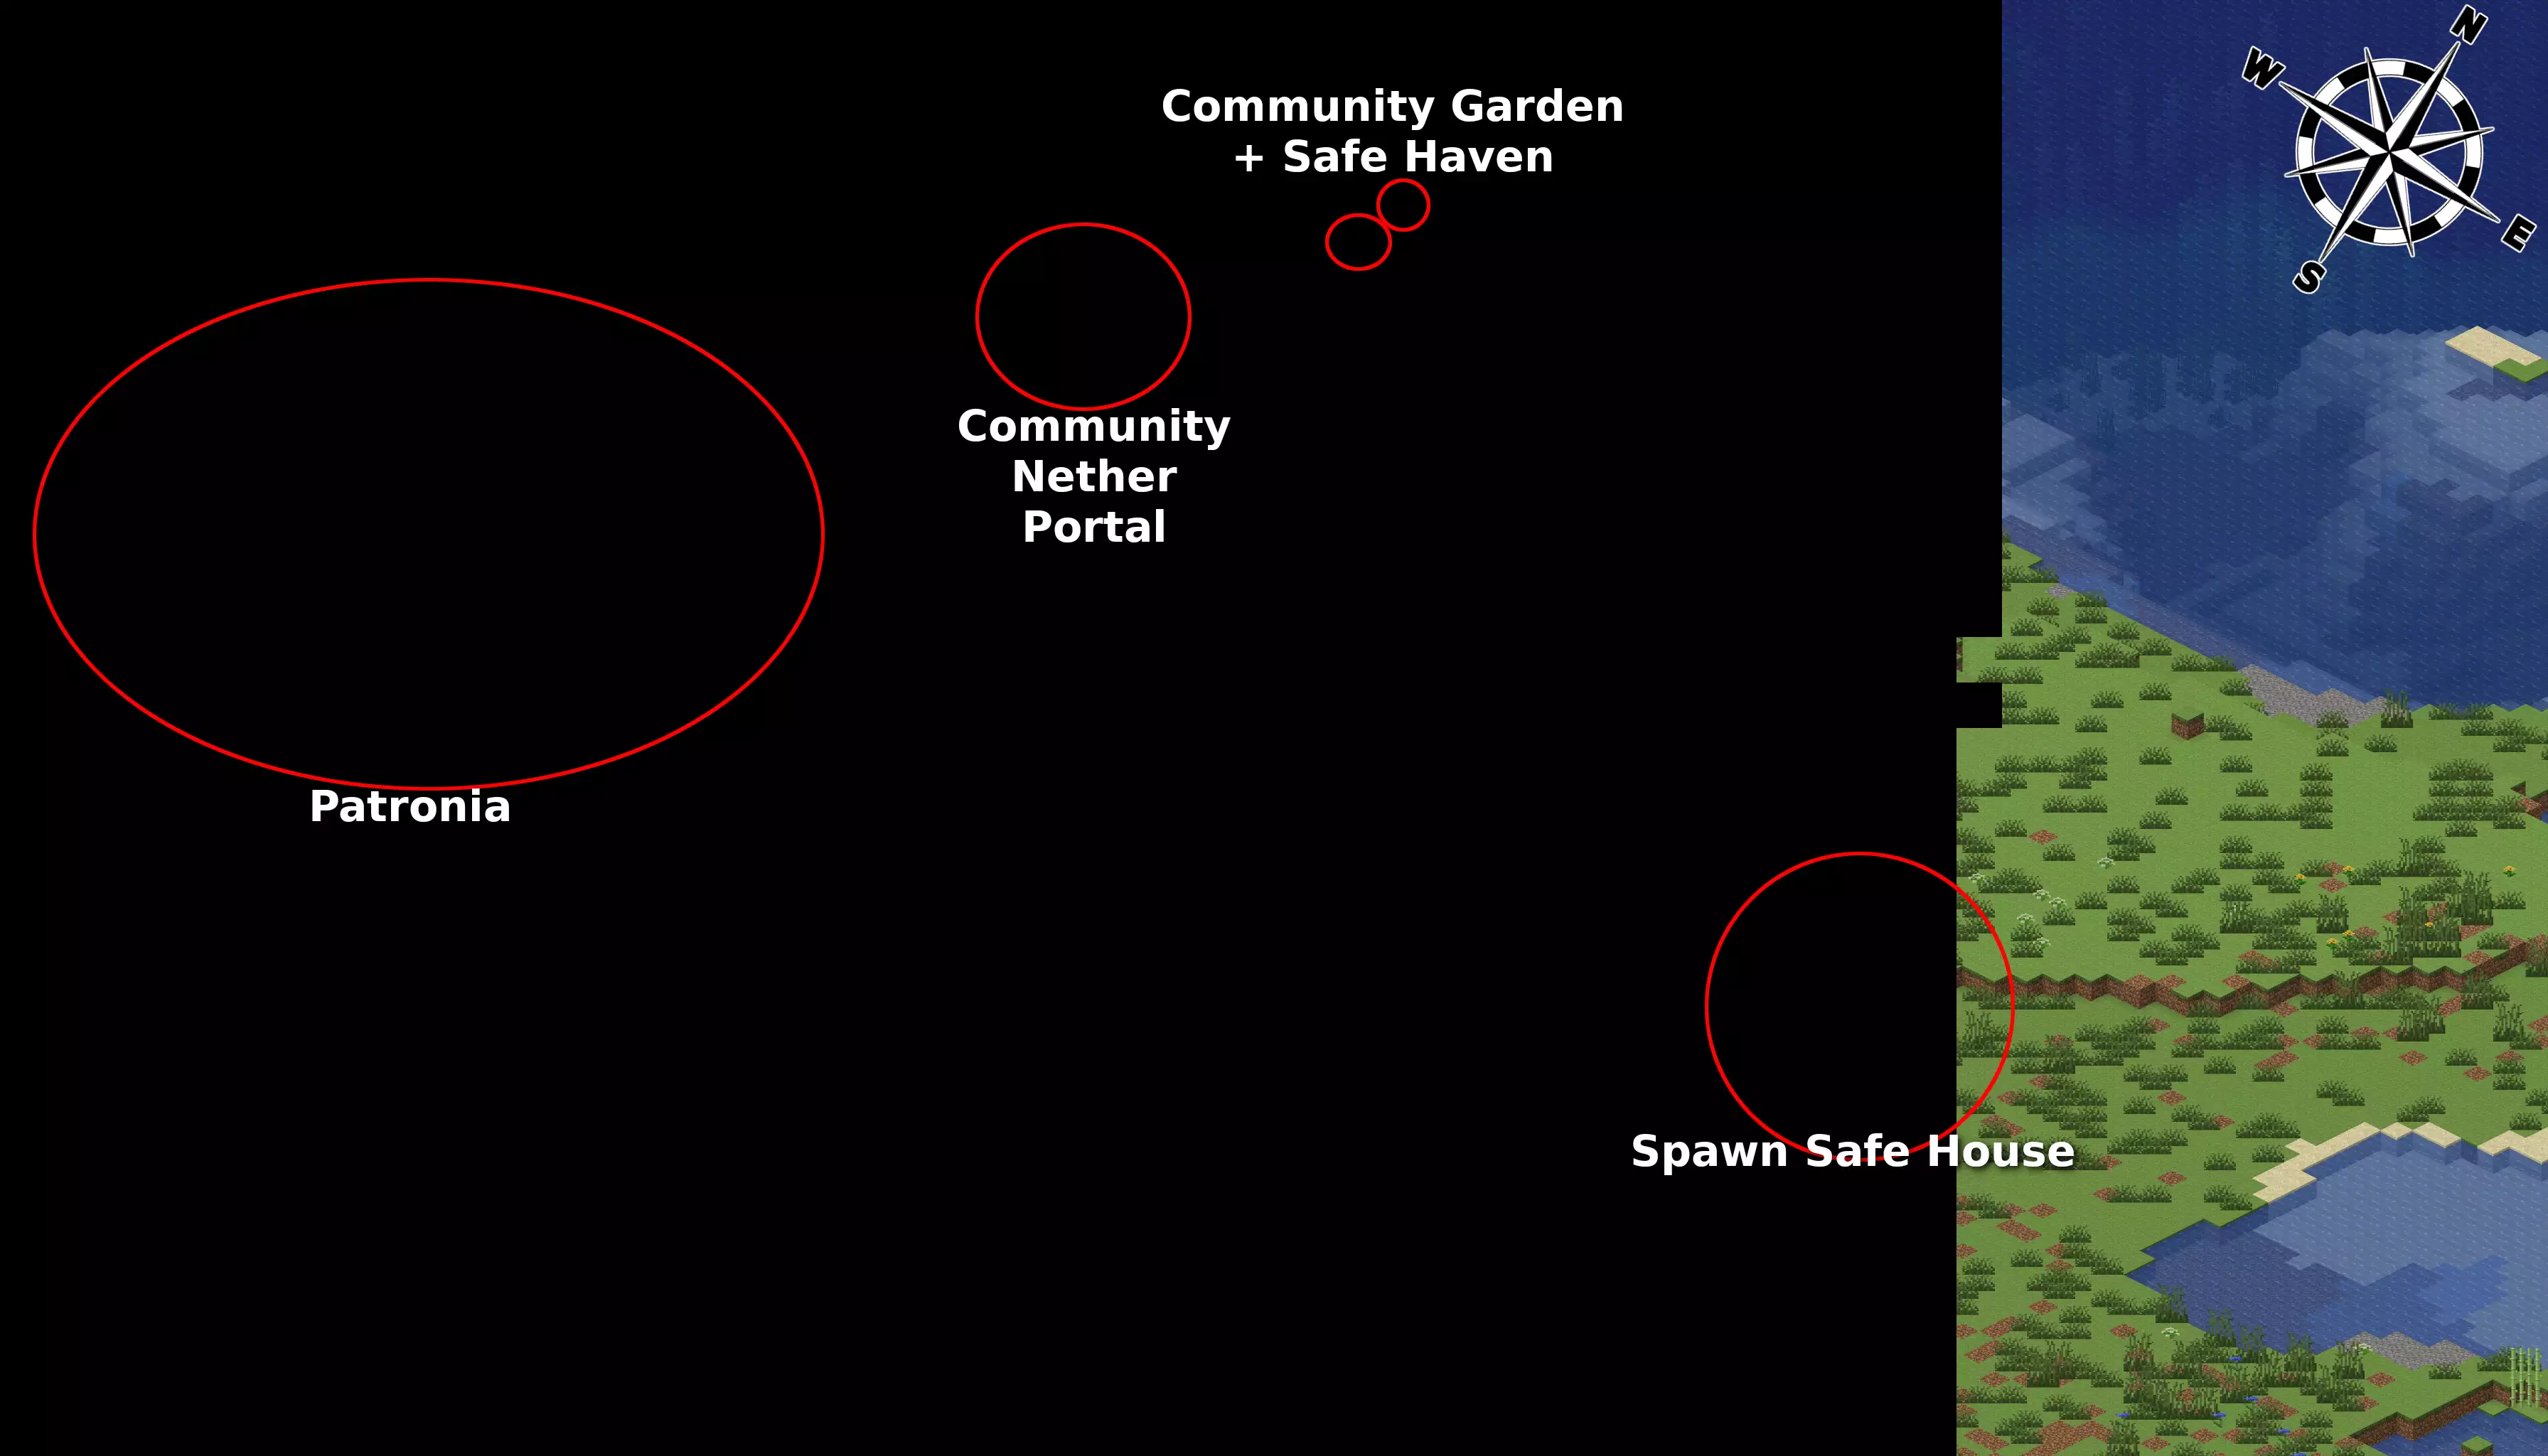 N
W
E
S
Community Garden
+ Safe Haven
Community
Nether
Portal
Patronia
Spawn Safe House